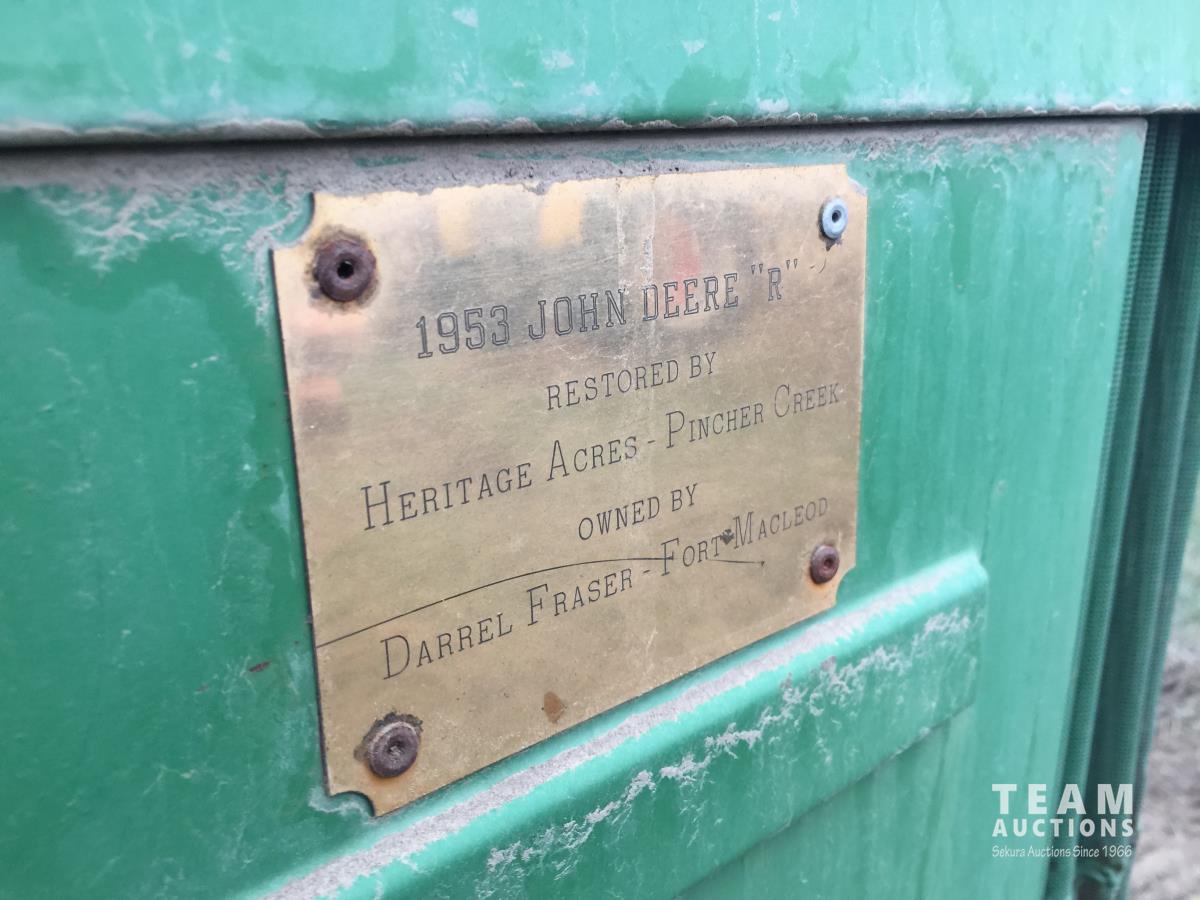 1953 JOHN DEERE "R"
RESTORED BY
HERITAGE ACRES - PINCHER CREEK
OWNED BY
DARREL FRASER - FORT MACLEOD
TEAM
AUCTIONS
Sekura Auctions Since 1966